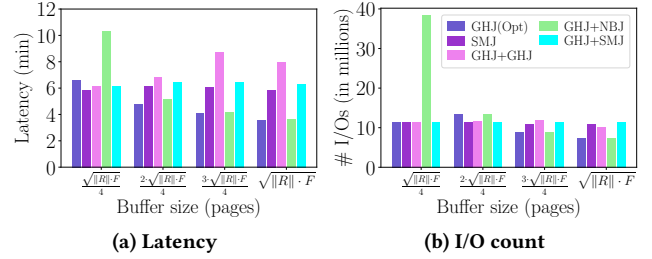 12
10
8
6
4
2
0
Latency (min)
√‖R‖·F/4
2·√‖R‖·F/4
3·√‖R‖·F/4
√‖R‖·F
Buffer size (pages)
(a) Latency
40
30
20
10
0
# I/Os (in millions)
GHJ(Opt)
SMJ
GHJ+GHJ
GHJ+NBJ
GHJ+SMJ
√‖R‖·F/4
2·√‖R‖·F/4
3·√‖R‖·F/4
√‖R‖·F
Buffer size (pages)
(b) I/O count